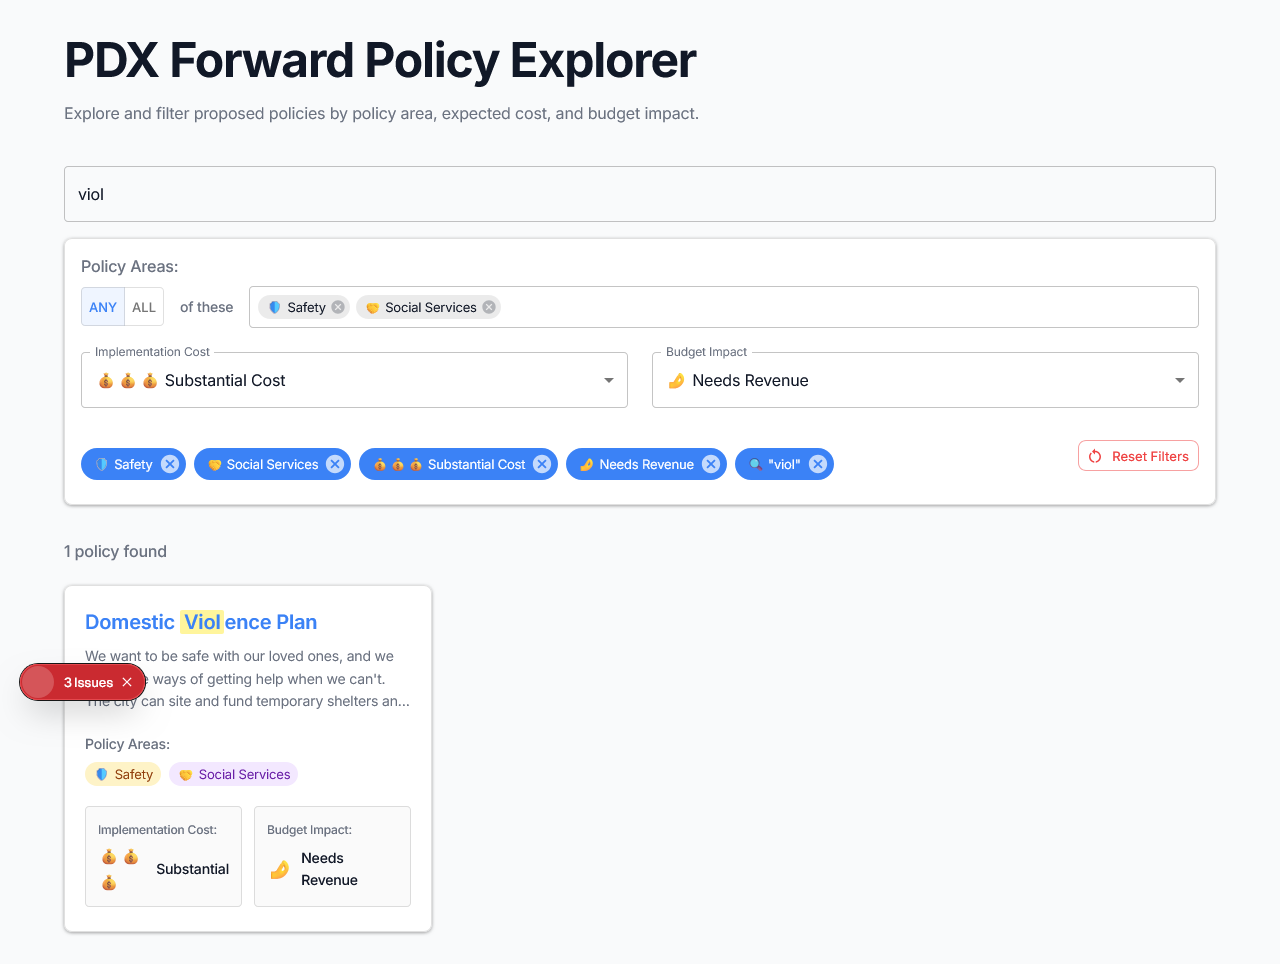 PDX Forward Policy Explorer
Explore and filter proposed policies by policy area, expected cost, and budget impact.
viol
Policy Areas:
ANY ALL of these Safety Social Services
Implementation Cost Budget Impact
Substantial Cost Needs Revenue
Safety Social Services Substantial Cost Needs Revenue "viol" Reset Filters
1 policy found
Domestic Violence Plan
We want to be safe with our loved ones, and we
ways of getting help when we can't.
3 Issues
The city can site and fund temporary shelters an...
Policy Areas:
Safety Social Services
Implementation Cost: Budget Impact:
Substantial Needs
Revenue